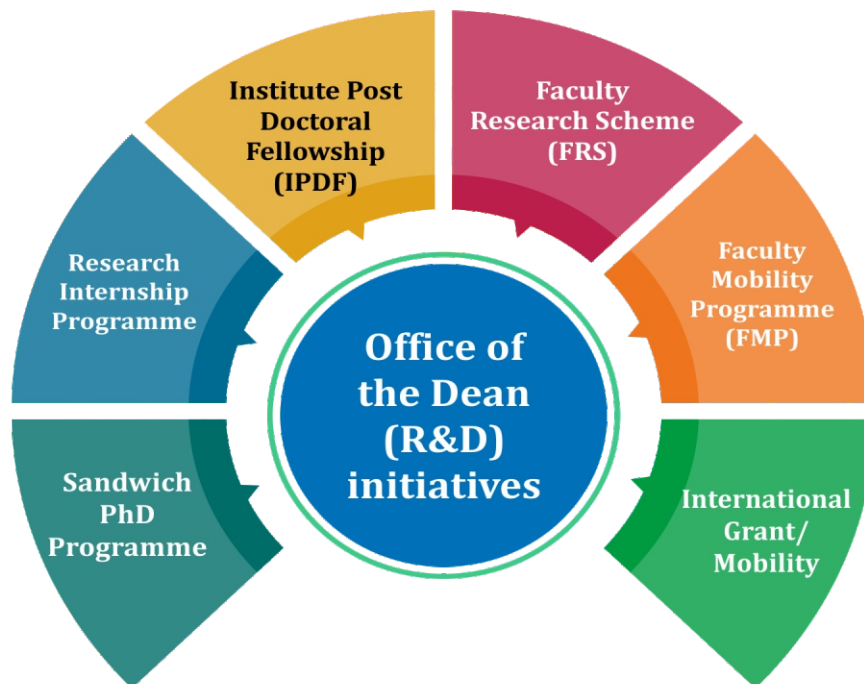 Institute Post
Doctoral
Fellowship
(IPDF)
Faculty
Research Scheme
(FRS)
Research
Internship
Programme
Faculty
Mobility
Programme
(FMP)
Office of
the Dean
(R&D)
initiatives
Sandwich
PhD
Programme
International
Grant/
Mobility